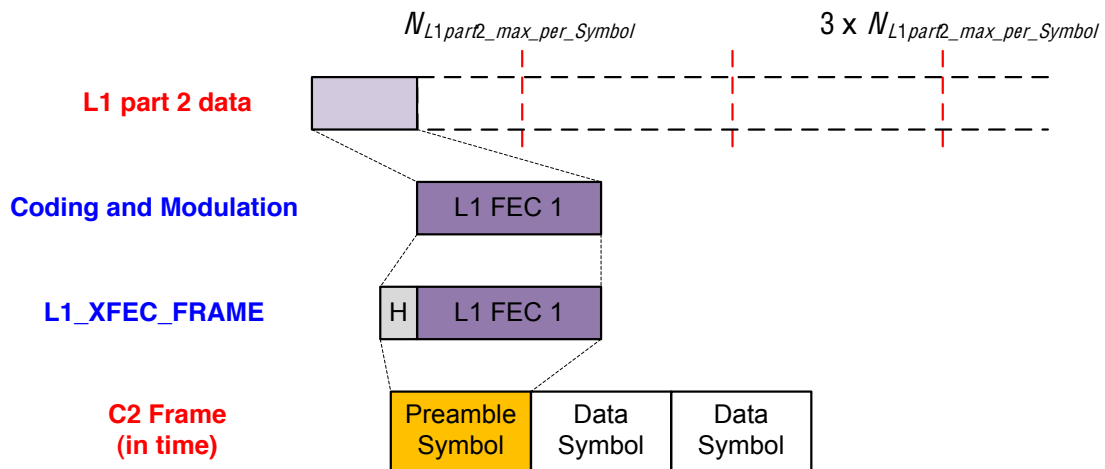 N_L1part2_max_per_Symbol
3 x N_L1part2_max_per_Symbol
L1 part 2 data
Coding and Modulation
L1 FEC 1
L1_XFEC_FRAME
H
L1 FEC 1
C2 Frame
(in time)
Preamble
Symbol
Data
Symbol
Data
Symbol